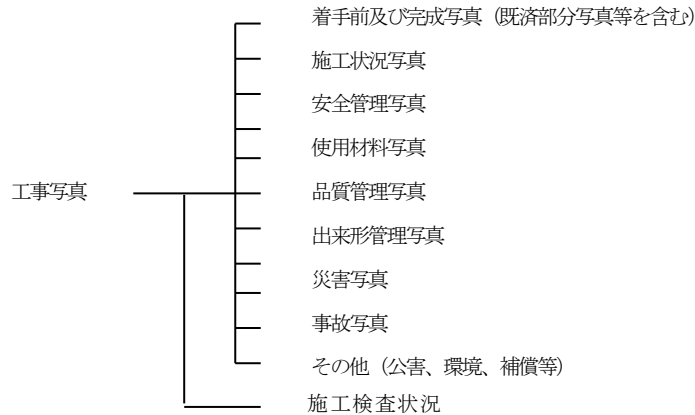 着手前及び完成写真（既済部分写真等を含む）
施工状況写真
安全管理写真
使用材料写真
工事写真
品質管理写真
出来形管理写真
災害写真
事故写真
その他（公害、環境、補償等）
施工検査状況